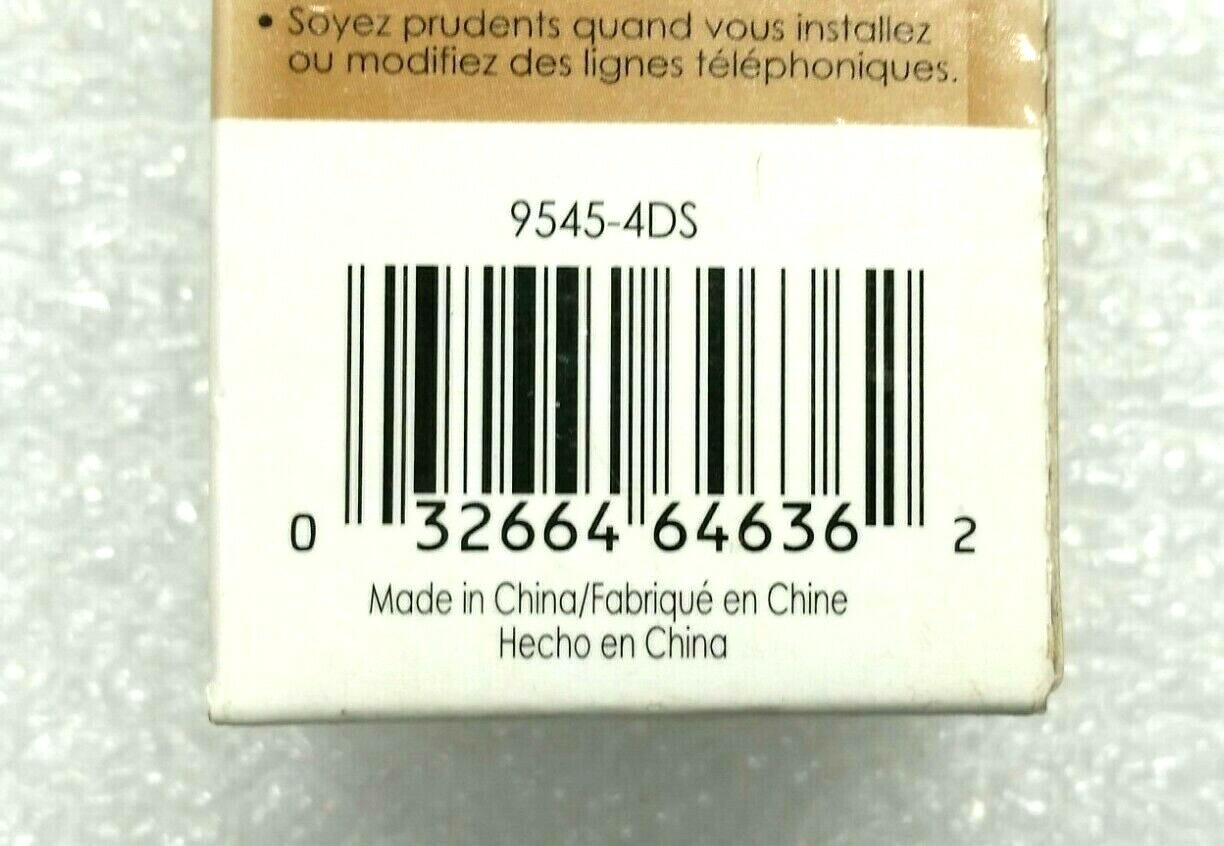 • Soyez prudents quand vous installez
ou modifiez des lignes téléphoniques.
9545-4DS
0 32664 64636 2
Made in China/Fabriqué en Chine
Hecho en China